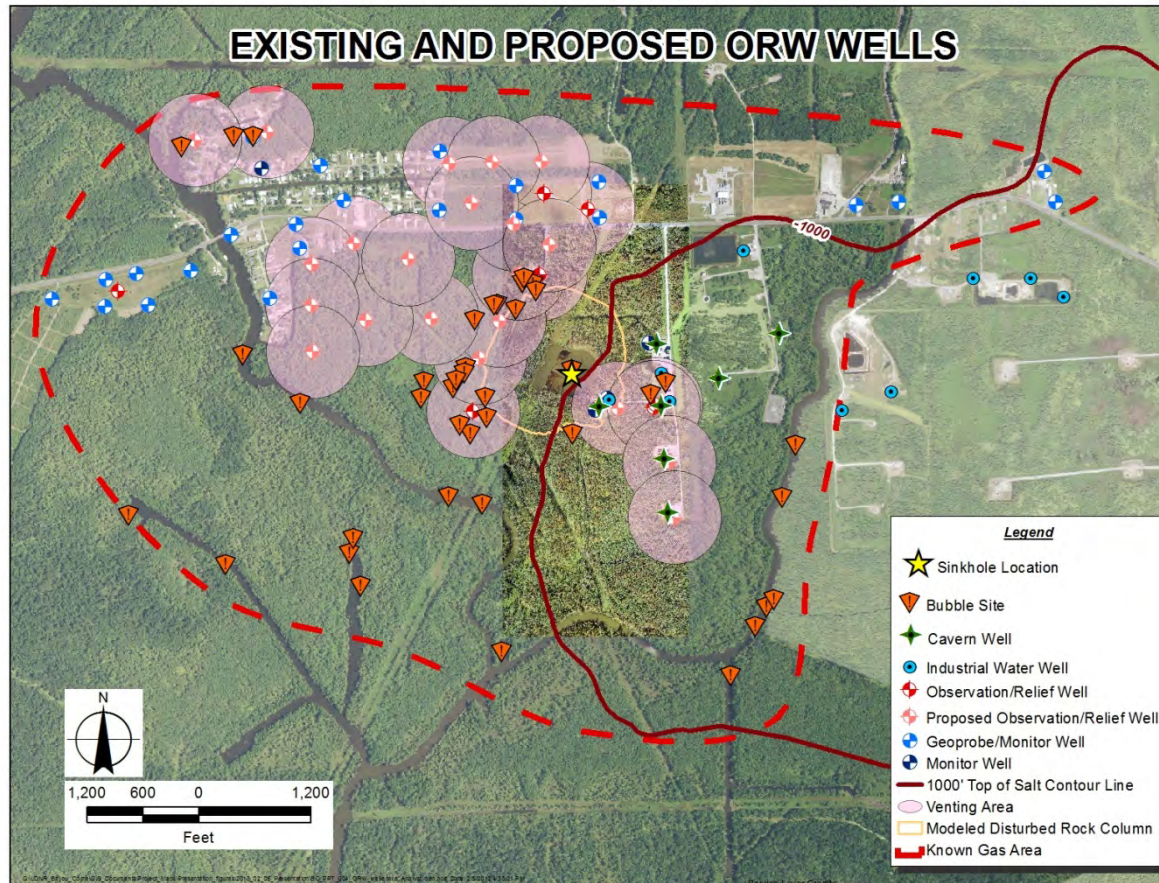 EXISTING AND PROPOSED ORW WELLS
-1000
Legend
Sinkhole Location
Bubble Site
Cavern Well
Industrial Water Well
Observation/Relief Well
Proposed Observation/Relief Well
Geoprobe/Monitor Well
Monitor Well
1000' Top of Salt Contour Line
Venting Area
Modeled Disturbed Rock Column
Known Gas Area
N
1,200 600 0 1,200
Feet